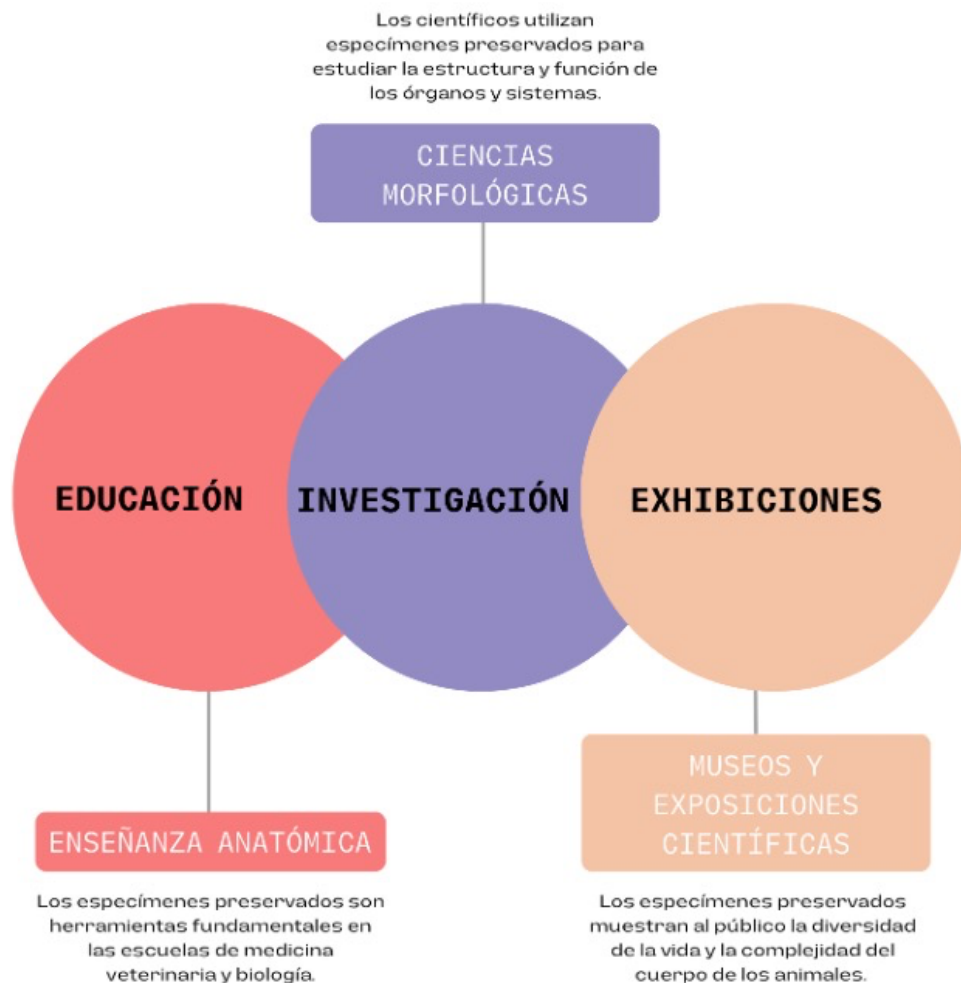 Los científicos utilizan
especímenes preservados para
estudiar la estructura y función de
los órganos y sistemas.
CIENCIAS
MORFOLÓGICAS
EDUCACIÓN
INVESTIGACIÓN
EXHIBICIONES
ENSEÑANZA ANATÓMICA
Los especímenes preservados son
herramientas fundamentales en
las escuelas de medicina
veterinaria y biología.
MUSEOS Y
EXPOSICIONES
CIENTÍFICAS
Los especímenes preservados
muestran al público la diversidad
de la vida y la complejidad del
cuerpo de los animales.